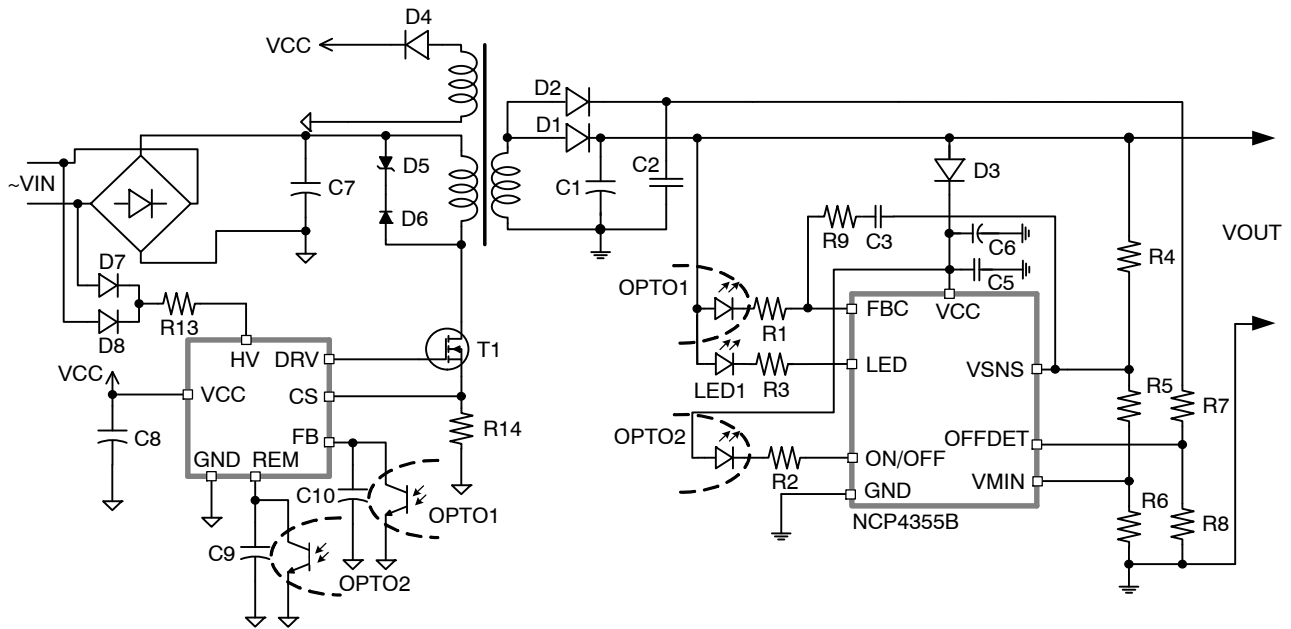 D4
VCC
D2
D1
~VIN
C7
D5
D6
C1
C2
D3
R9
C3
C6
C5
R4
VOUT
D7
D8
R13
OPTO1
R1
FBC
VCC
LED1
R3
LED
VSNS
T1
HV
DRV
VCC
VCC
CS
FB
C8
R14
GND
REM
C10
OPTO1
C9
OPTO2
OPTO2
R2
ON/OFF
GND
OFFDET
VMIN
NCP4355B
R5
R7
R6
R8